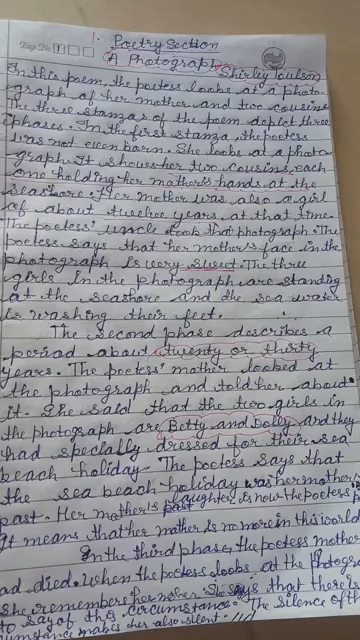 Page No.
1. Poetry Section
A Photograph Shirley Toulson
In this poem, the poetess looks at a photo-
graph of her mother and two cousins.
The three stanzas of the poem depict three
phases. In the first stanza, the poetess
was not even born. She looks at a photo
graph. It shows her two cousins, each
one holding her mother's hands at the
seashore. Her mother was also a girl
of about twelve years at that time.
The poetess' uncle took that photograph. The
poetess says that her mother's face in the
photograph is very sweet. The three
girls in the photograph are standing
at the seashore and the sea water
is washing their feet.
The second phase describes a
period about twenty or thirty
years. The poetess' mother looked at
the photograph and told her about
it. She said that the two girls in
the photograph are Betty and Dolly and they
had specially dressed for their sea
beach holiday. The poetess says that
the sea beach holiday was her mother's
past. Her mother's laughter is now the poetess'
past
It means that her mother is no more in this world
In the third phase, the poetess mother
had died. when the poetess looks at the photogra
she remembers her mother. She says that there is
to say of this circumstance. The silence of th
cumstance makes her also silent.